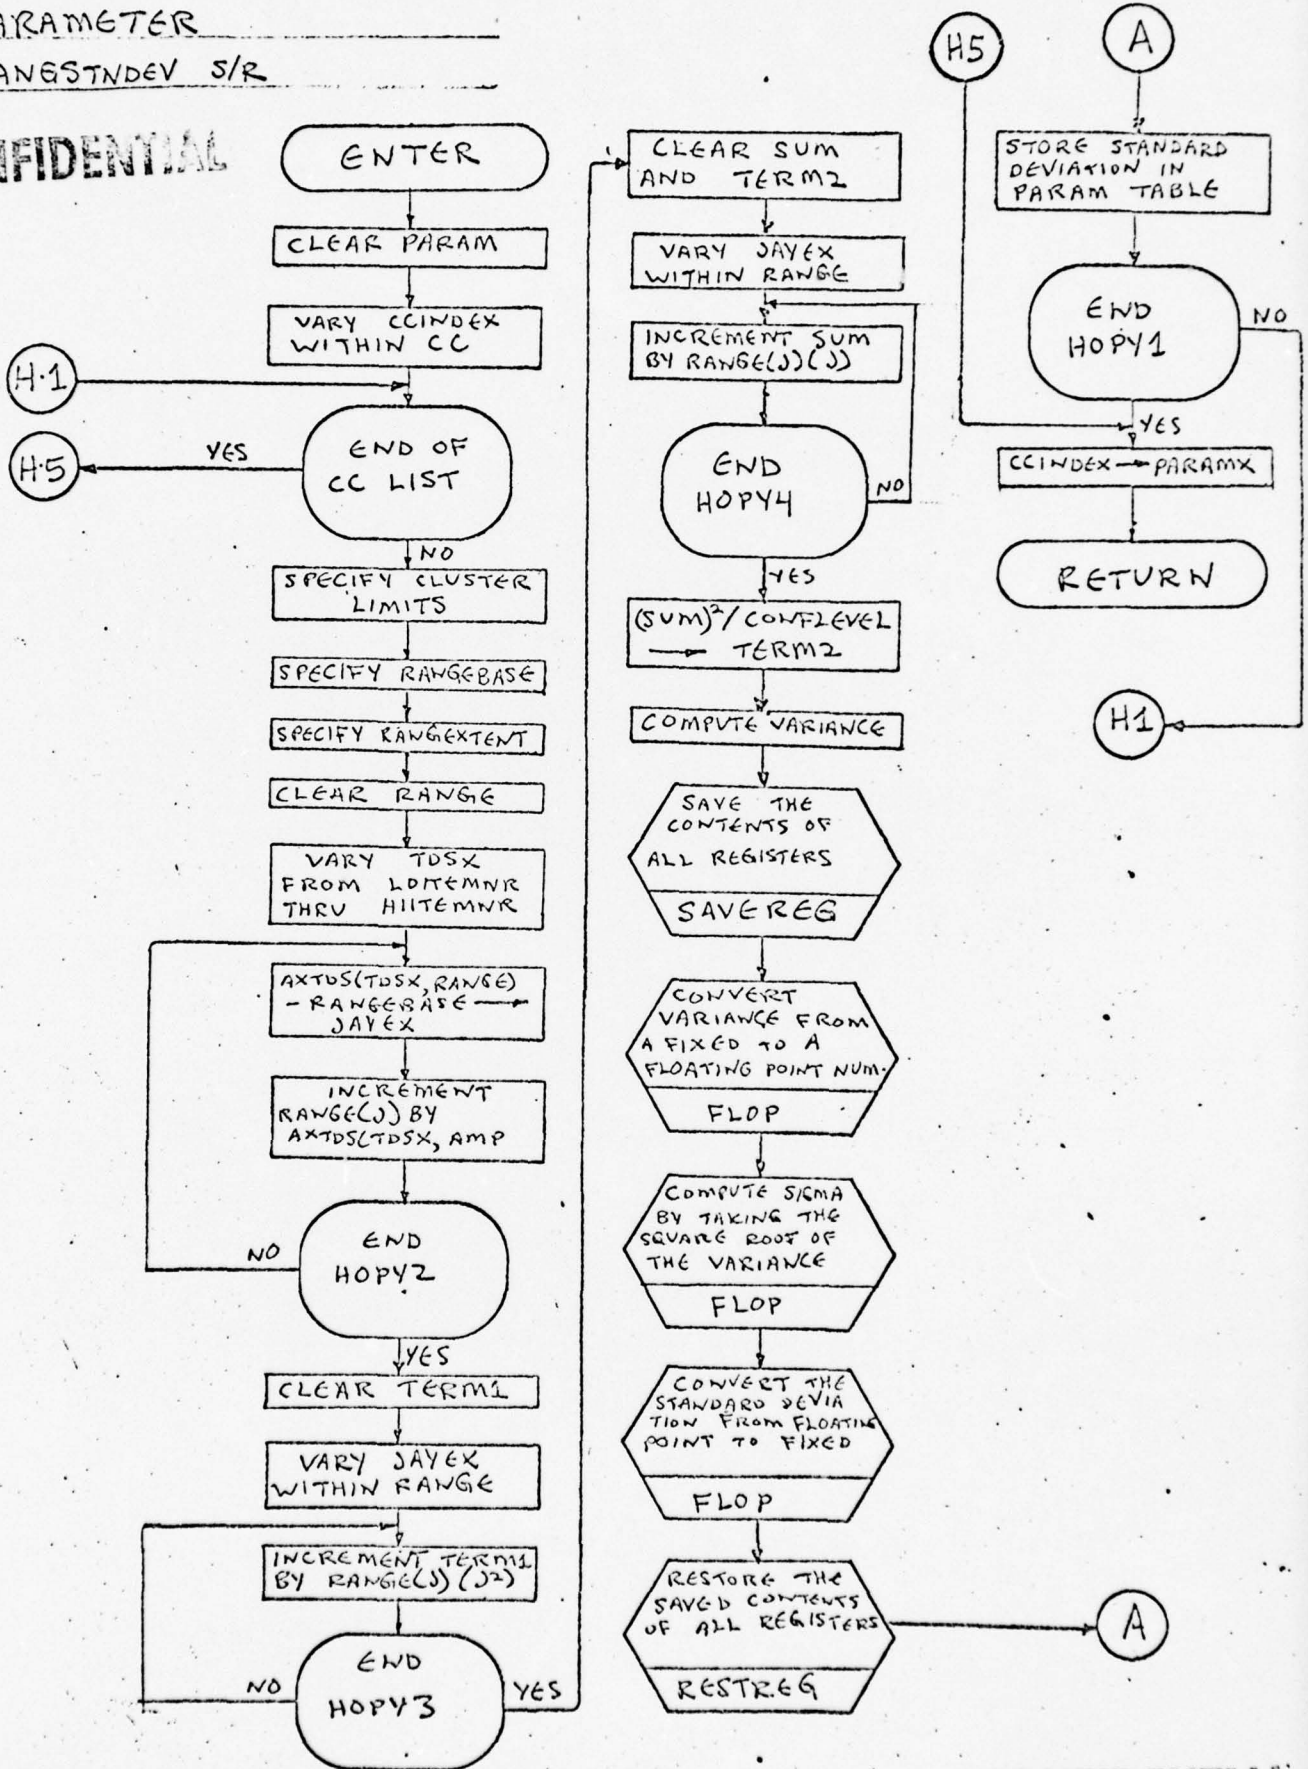 ARAMETER
ANGSTNDEV S/R
NFIDENTIAL
ENTER
CLEAR PARAM
VARY CCINDEX
WITHIN CC
H.1
END OF
CC LIST
YES
H.5
NO
SPECIFY CLUSTER
LIMITS
SPECIFY RANGEBASE
SPECIFY RANGEXTENT
CLEAR RANGE
VARY TDSX
FROM LOITEMNR
THRU HIITEMNR
AXTDS(TDSX, RANGE)
- RANGEBASE →
JAYEX
INCREMENT
RANGE(J) BY
AXTDS(TDSX, AMP
END
HOPY2
NO
YES
CLEAR TERM1
VARY JAYEX
WITHIN RANGE
INCREMENT TERM1
BY RANGE(J)(J²)
END
HOPY3
NO
YES
CLEAR SUM
AND TERM2
VARY JAYEX
WITHIN RANGE
INCREMENT SUM
BY RANGE(J)(J)
END
HOPY4
NO
YES
(SUM)²/CONFLEVEL
→ TERM2
COMPUTE VARIANCE
SAVE THE
CONTENTS OF
ALL REGISTERS
SAVEREG
CONVERT
VARIANCE FROM
A FIXED TO A
FLOATING POINT NUM.
FLOP
COMPUTE SIGMA
BY TAKING THE
SQUARE ROOT OF
THE VARIANCE
FLOP
CONVERT THE
STANDARD DEVIA
TION FROM FLOATING
POINT TO FIXED
FLOP
RESTORE THE
SAVED CONTENTS
OF ALL REGISTERS
RESTREG
A
H5
A
STORE STANDARD
DEVIATION IN
PARAM TABLE
END
HOPY1
NO
YES
CCINDEX → PARAMX
RETURN
H1